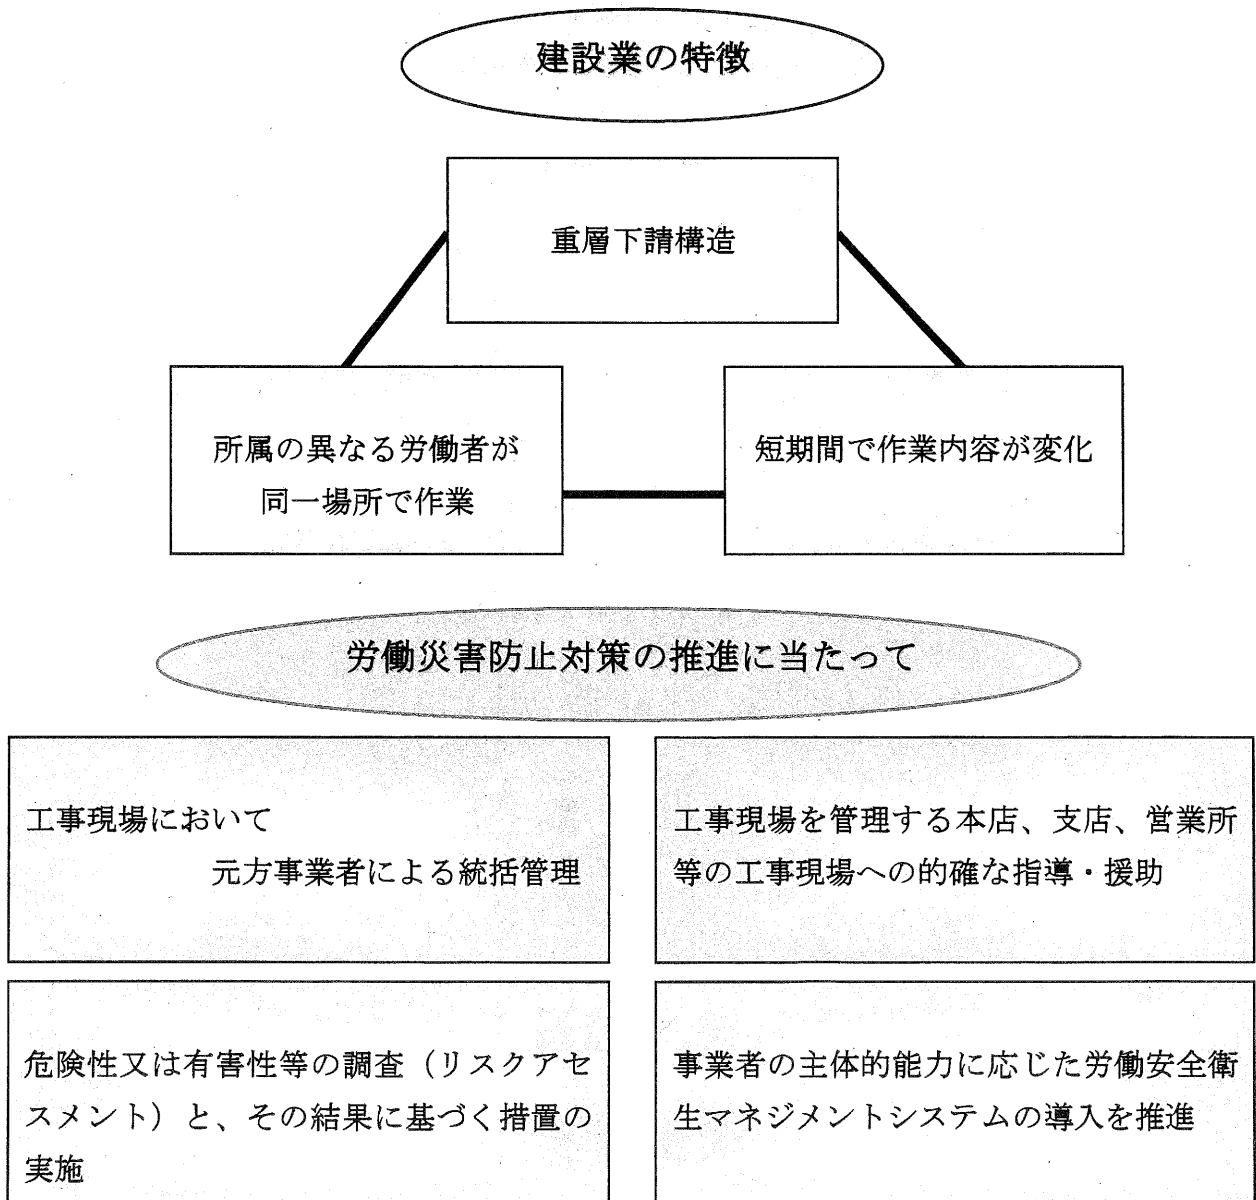 建設業の特徴
重層下請構造
所属の異なる労働者が
同一場所で作業
短期間で作業内容が変化
労働災害防止対策の推進に当たって
工事現場において
元方事業者による統括管理
工事現場を管理する本店、支店、営業所
等の工事現場への的確な指導・援助
危険性又は有害性等の調査（リスクアセ
スメント）と、その結果に基づく措置の
実施
事業者の主体的能力に応じた労働安全衛
生マネジメントシステムの導入を推進